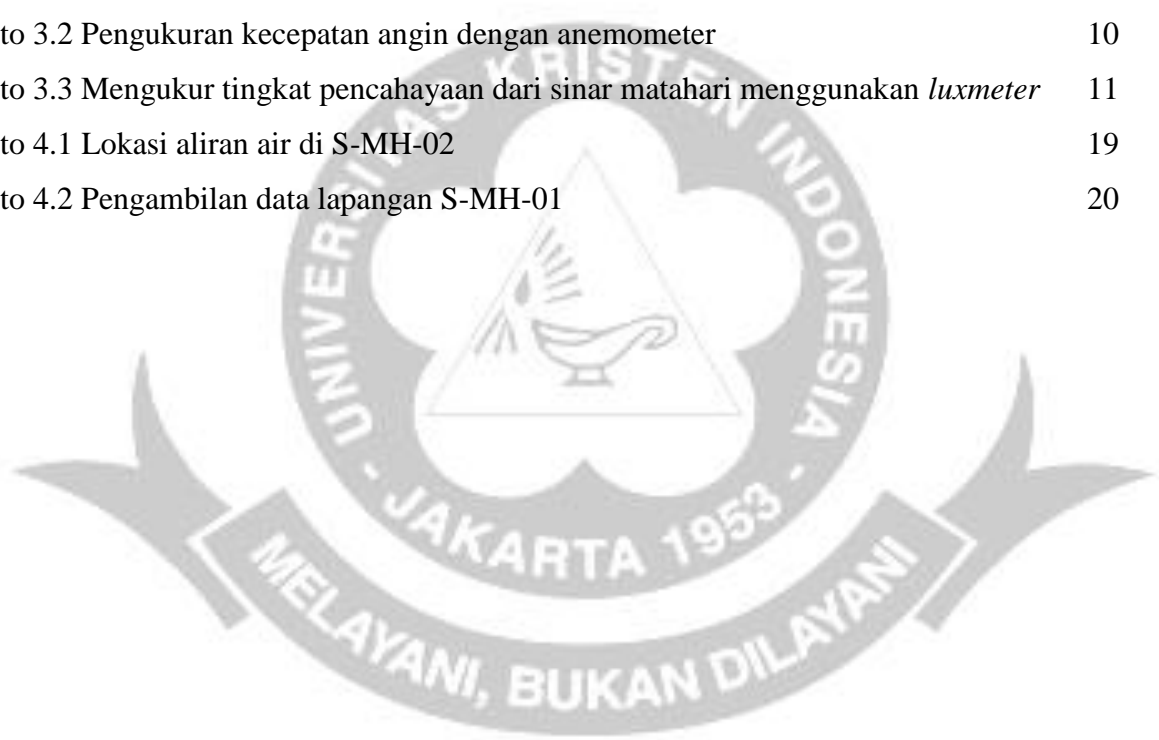 to 3.2 Pengukuran kecepatan angin dengan anemometer 10
to 3.3 Mengukur tingkat pencahayaan dari sinar matahari menggunakan luxmeter 11
to 4.1 Lokasi aliran air di S-MH-02 19
to 4.2 Pengambilan data lapangan S-MH-01 20
UNIVERSITAS KRISTEN INDONESIA
- JAKARTA 1953 -
MELAYANI, BUKAN DILAYANI